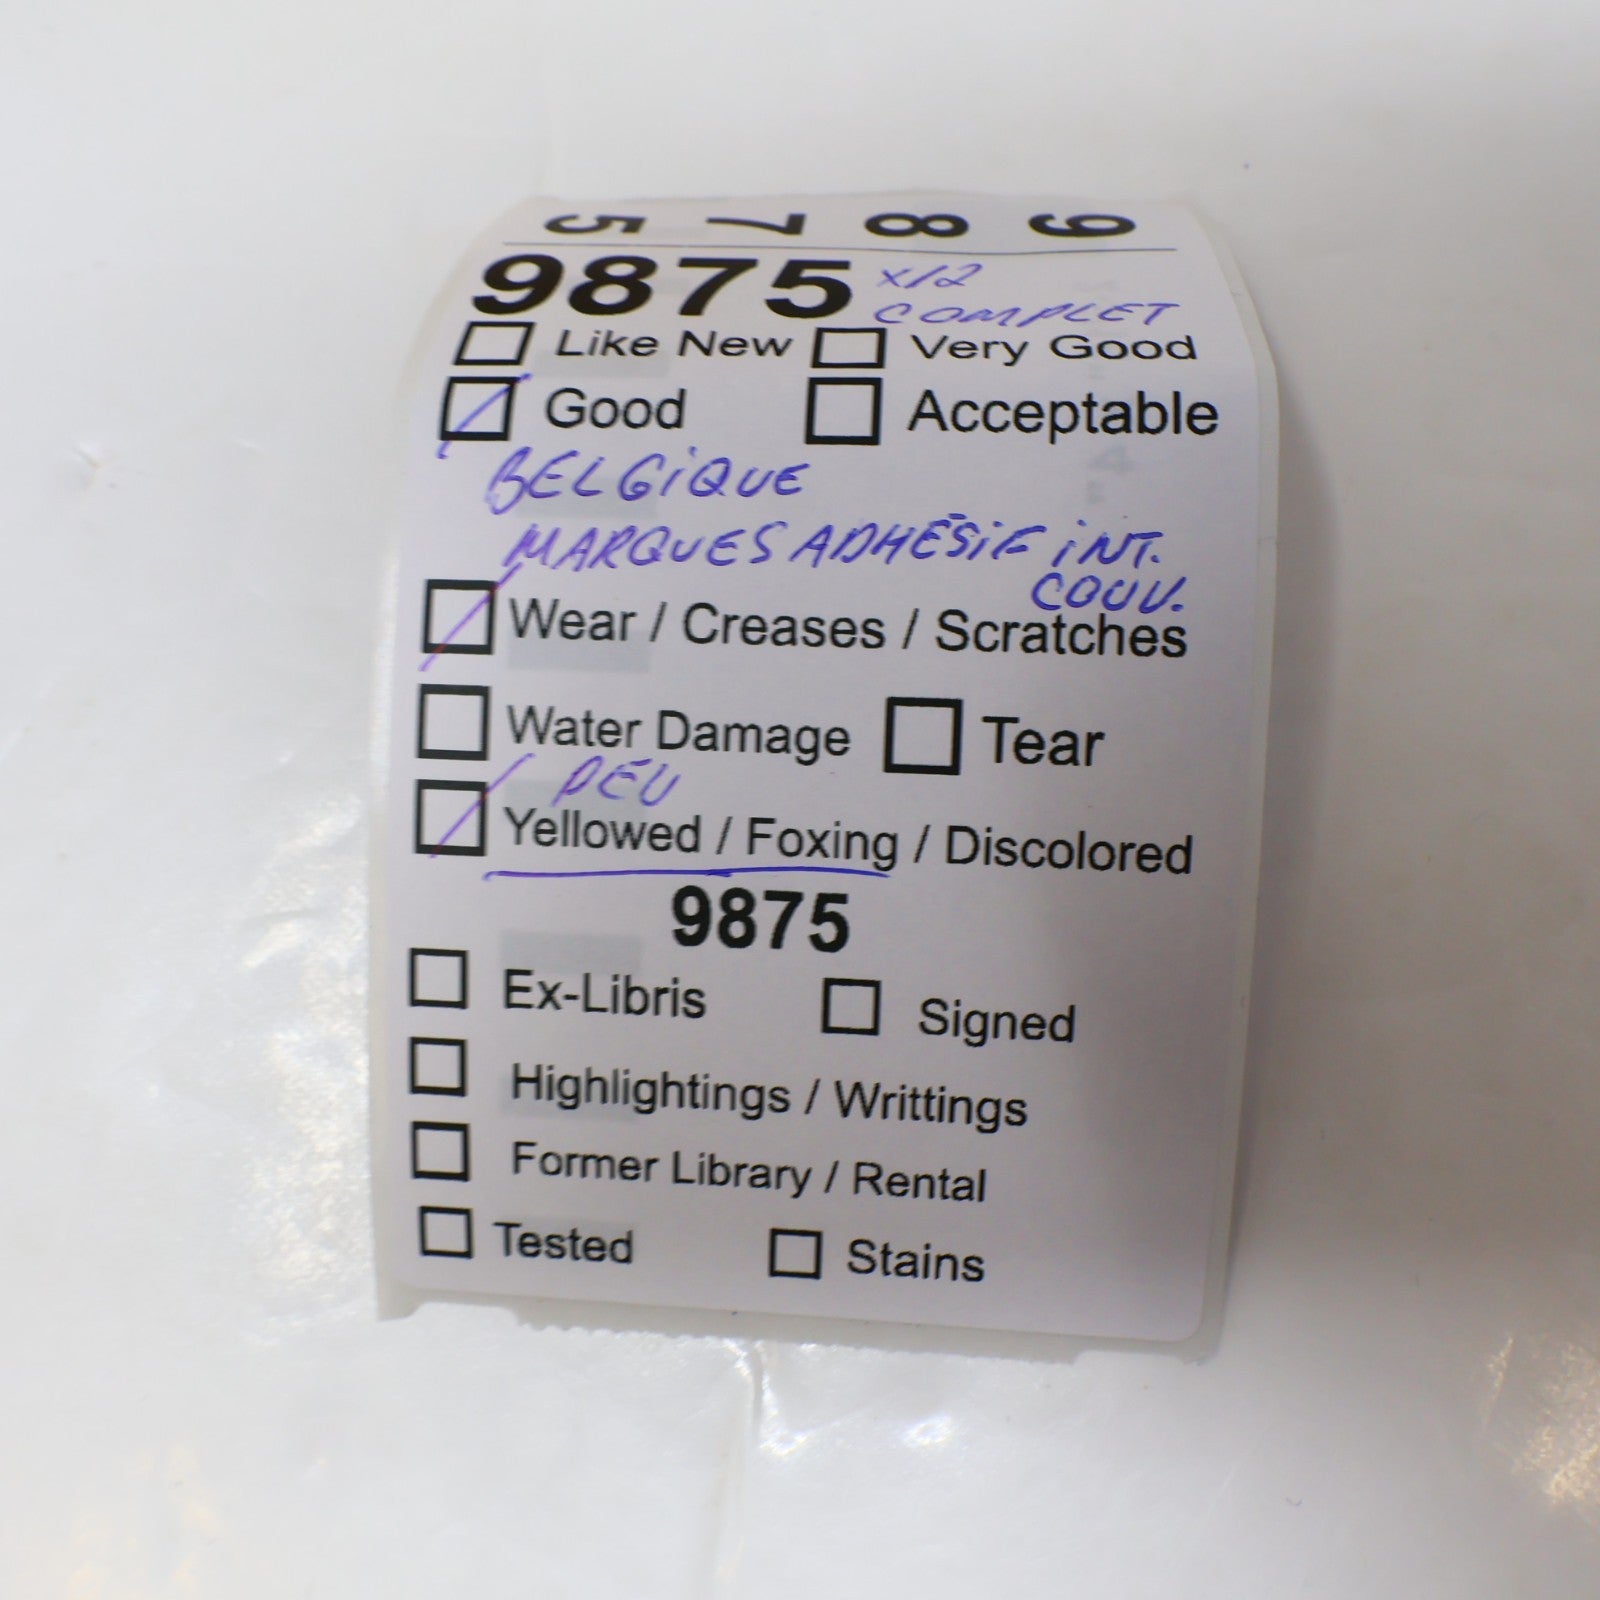 5 7 8 9
9875 x12
COMPLET
Like New Very Good
Good Acceptable
BELGIQUE
MARQUES ADHÉSIF INT.
COUV.
Wear / Creases / Scratches
Water Damage Tear
PEU
Yellowed / Foxing / Discolored
9875
Ex-Libris Signed
Highlightings / Writtings
Former Library / Rental
Tested Stains